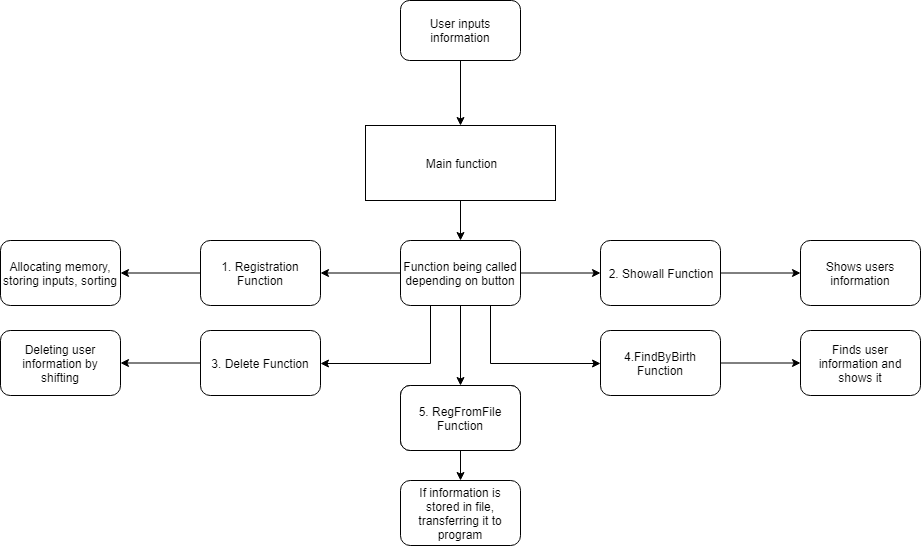 User inputs
information
Main function
Allocating memory,
storing inputs, sorting
1. Registration
Function
Function being called
depending on button
2. Showall Function
Shows users
information
Deleting user
information by
shifting
3. Delete Function
4.FindByBirth
Function
Finds user
information and
shows it
5. RegFromFile
Function
If information is
stored in file,
transferring it to
program